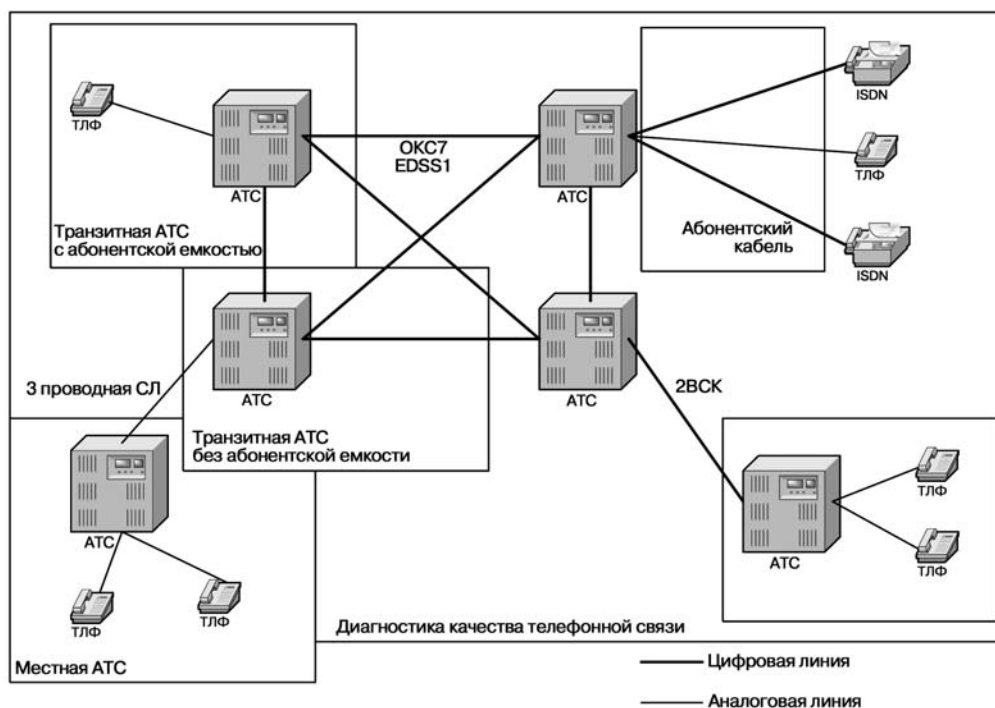 ТЛФ
АТС
Транзитная АТС
с абонентской емкостью
ОКС7
EDSS1
АТС
ISDN
ТЛФ
ISDN
Абонентский
кабель
3 проводная СЛ
АТС
Транзитная АТС
без абонентской емкости
АТС
2ВСК
АТС
ТЛФ
ТЛФ
Местная АТС
АТС
ТЛФ
ТЛФ
Диагностика качества телефонной связи
Цифровая линия
Аналоговая линия